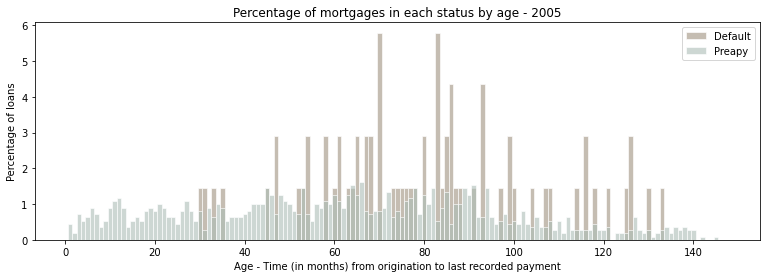 Percentage of mortgages in each status by age - 2005
Default
Preapy
Percentage of loans
6
5
4
3
2
1
0
0 20 40 60 80 100 120 140
Age - Time (in months) from origination to last recorded payment